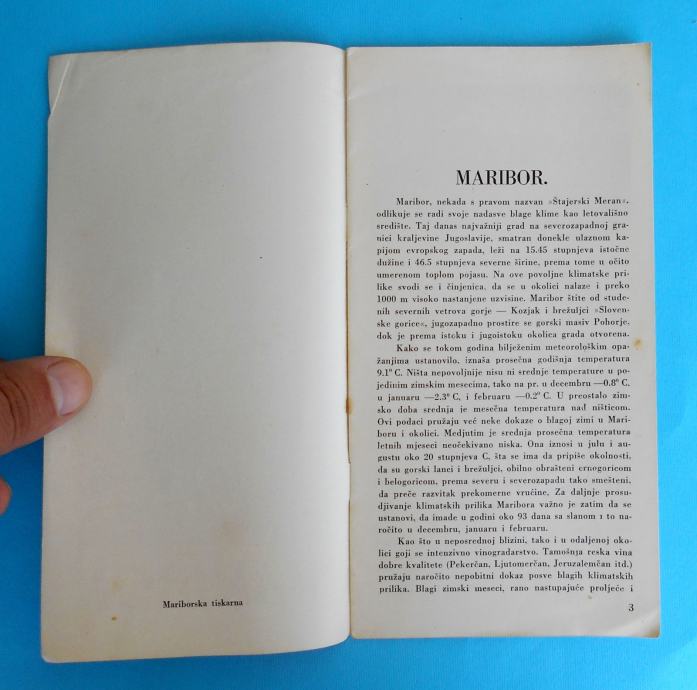 Mariborska tiskarna
MARIBOR.
Maribor, nekada s pravom nazvan »Štajerski Meran«,
odlikuje se radi svoje nadasve blage klime kao letovališno
središte. Taj danas najvažniji grad na severozapadnoj gra-
nici kraljevine Jugoslavije, smatran donekle ulaznom ka-
pijom evropskog zapada, leži na 15.45 stupnjeva istočne
dužine i 46.5 stupnjeva severne širine, prema tome u očito
umerenom toplom pojasu. Na ove povoljne klimatske pri-
like svodi se i činjenica, da se u okolici nalaze i preko
1000 m visoko nastanjene uzvisine. Maribor štite od stude-
nih severnih vetrova gorje — Kozjak i brežuljci »Sloven-
ske gorice«, jugozapadno prostire se gorski masiv Pohorje,
dok je prema istoku i jugoistoku okolica grada otvorena.
Kako se tokom godina bilježenim meteorološkim opa-
žanjima ustanovilo, iznaša prosečna godišnja temperatura
9.1° C. Ništa nepovoljnije nisu ni srednje temperature u po-
jedinim zimskim mesecima, tako na pr. u decembru —0.8° C,
u januaru —2.3° C, i februaru —0.2° C. U preostalo zim-
sko doba srednja je mesečna temperatura nad ništicom.
Ovi podaci pružaju već neke dokaze o blagoj zimi u Mari-
boru i okolici. Medjutim je srednja prosečna temperatura
letnih mjeseci neočekivano niska. Ona iznosi u julu i au-
gustu oko 20 stupnjeva C, šta se ima da pripiše okolnosti,
da su gorski lanci i brežuljci, obilno obrašteni crnogoricom
i belogoricom, prema severu i severozapadu tako smešteni,
da preče razvitak prekomerne vrućine. Za daljnje prosu-
djivanje klimatskih prilika Maribora važno je zatim da se
ustanovi, da imade u godini oko 93 dana sa slanom i to na-
ročito u decembru, januaru i februaru.
Kao što u neposrednoj blizini, tako i u odaljenoj oko-
lici goji se intenzivno vinogradarstvo. Tamošnja reska vina
dobre kvalitete (Pekerčan, Ljutomerčan, Jeruzalemčan itd.)
pružaju naročito nepobitni dokaz posve blagih klimatskih
prilika. Blagi zimski meseci, rano nastupajuće proljeće i
3